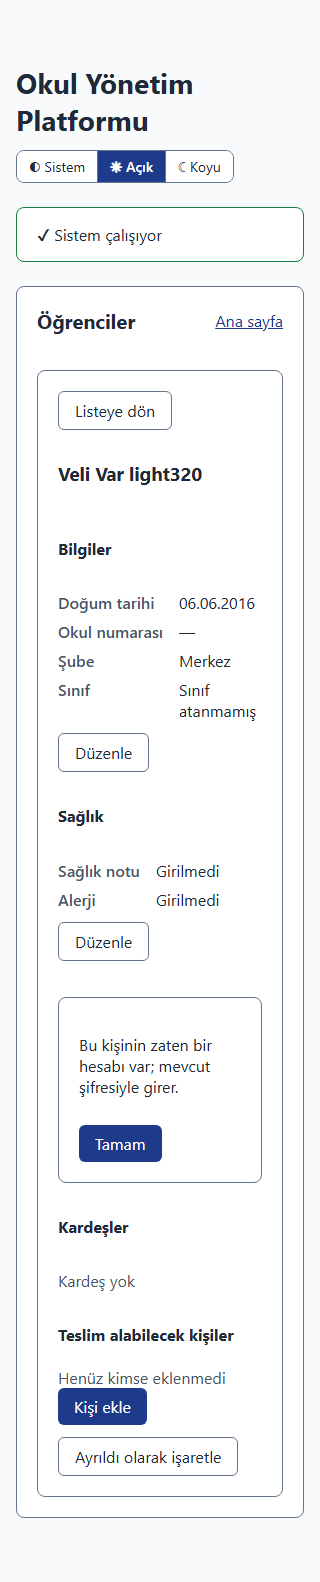 Okul Yönetim
Platformu
Sistem
Açık
Koyu
✓ Sistem çalışıyor
Öğrenciler
Ana sayfa
Listeye dön
Veli Var light320
Bilgiler
Doğum tarihi 06.06.2016
Okul numarası —
Şube Merkez
Sınıf Sınıf
atanmamış
Düzenle
Sağlık
Sağlık notu Girilmedi
Alerji Girilmedi
Düzenle
Bu kişinin zaten bir
hesabı var; mevcut
şifresiyle girer.
Tamam
Kardeşler
Kardeş yok
Teslim alabilecek kişiler
Henüz kimse eklenmedi
Kişi ekle
Ayrıldı olarak işaretle